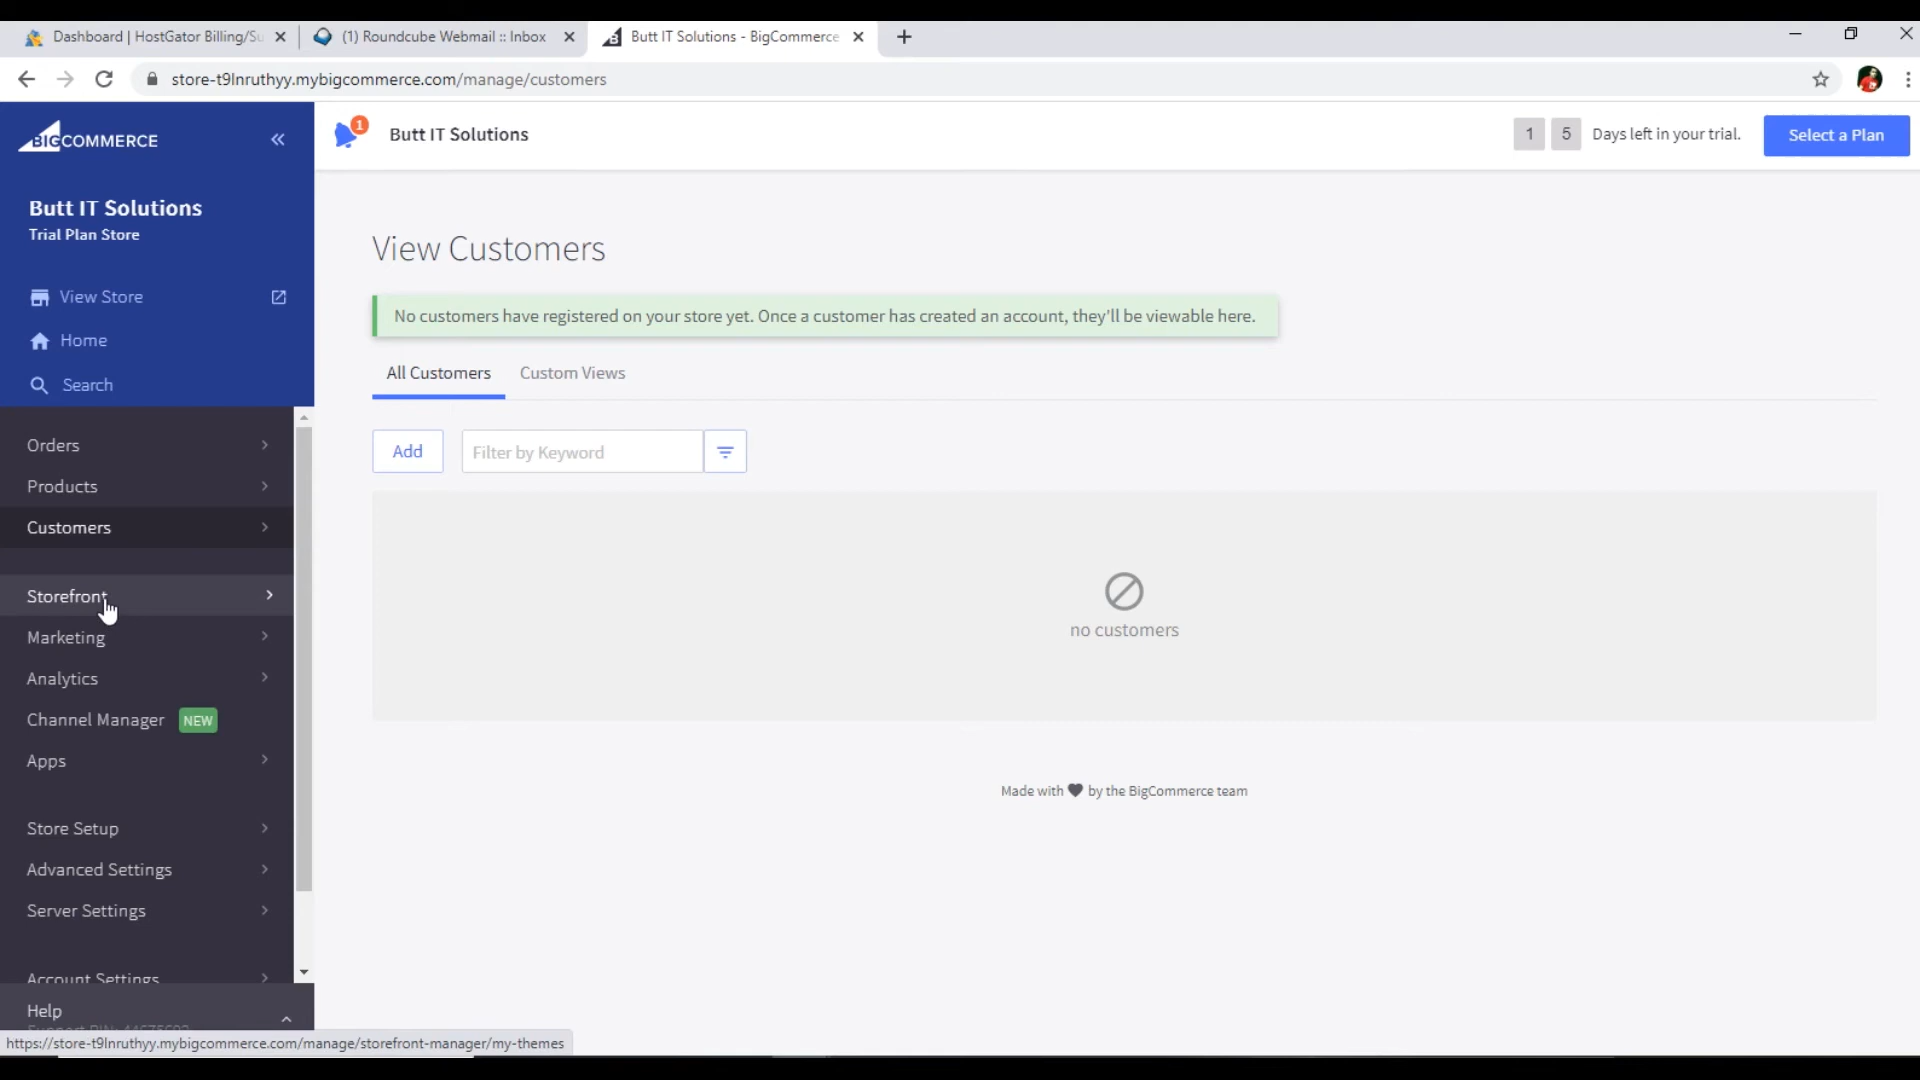 Dashboard | HostGator Billing/Su
(1) Roundcube Webmail :: Inbox
Butt IT Solutions - BigCommerce
store-t9lnruthyy.mybigcommerce.com/manage/customers
BIGCOMMERCE
1
Butt IT Solutions
1 5 Days left in your trial.
Select a Plan
Butt IT Solutions
Trial Plan Store
View Store
Home
Search
Orders
Products
Customers
Storefront
Marketing
Analytics
Channel Manager NEW
Apps
Store Setup
Advanced Settings
Server Settings
Account Settings
Help
View Customers
No customers have registered on your store yet. Once a customer has created an account, they'll be viewable here.
All Customers Custom Views
Add Filter by Keyword
no customers
Made with ♥ by the BigCommerce team
https://store-t9lnruthyy.mybigcommerce.com/manage/storefront-manager/my-themes